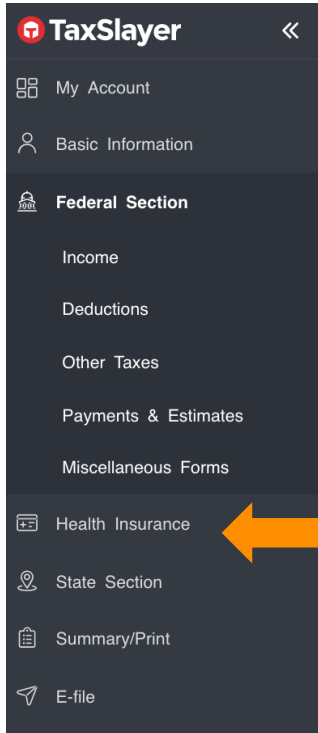 TaxSlayer
My Account
Basic Information
Federal Section
Income
Deductions
Other Taxes
Payments & Estimates
Miscellaneous Forms
Health Insurance
State Section
Summary/Print
E-file